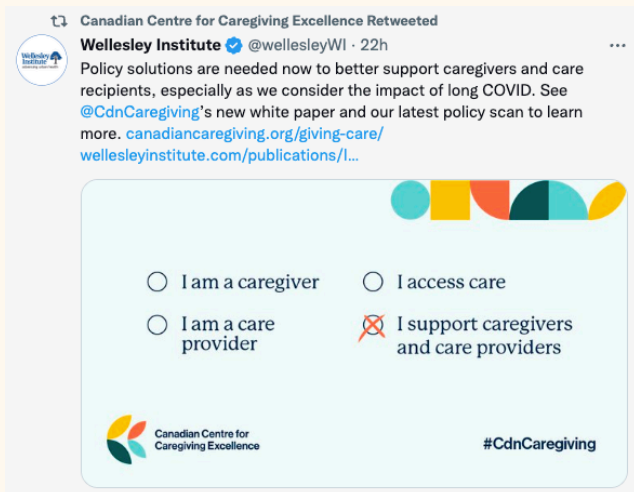 Canadian Centre for Caregiving Excellence Retweeted
Wellesley Institute @wellesleyWI · 22h
Policy solutions are needed now to better support caregivers and care
recipients, especially as we consider the impact of long COVID. See
@CdnCaregiving's new white paper and our latest policy scan to learn
more. canadiancaregiving.org/giving-care/
wellesleyinstitute.com/publications/l...
Wellesley
Institute
I am a caregiver
I access care
I am a care
provider
I support caregivers
and care providers
Canadian Centre for
Caregiving Excellence
#CdnCaregiving